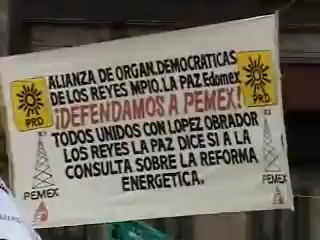 ALIANZA DE ORGAN.DEMOCRATICAS
DE LOS REYES MPIO. LA PAZ Edomex
¡DEFENDAMOS A PEMEX!
TODOS UNIDOS CON LOPEZ OBRADOR
LOS REYES LA PAZ DICE SI A LA
CONSULTA SOBRE LA REFORMA
ENERGÉTICA.
PRD
PRD
PEMEX
PEMEX